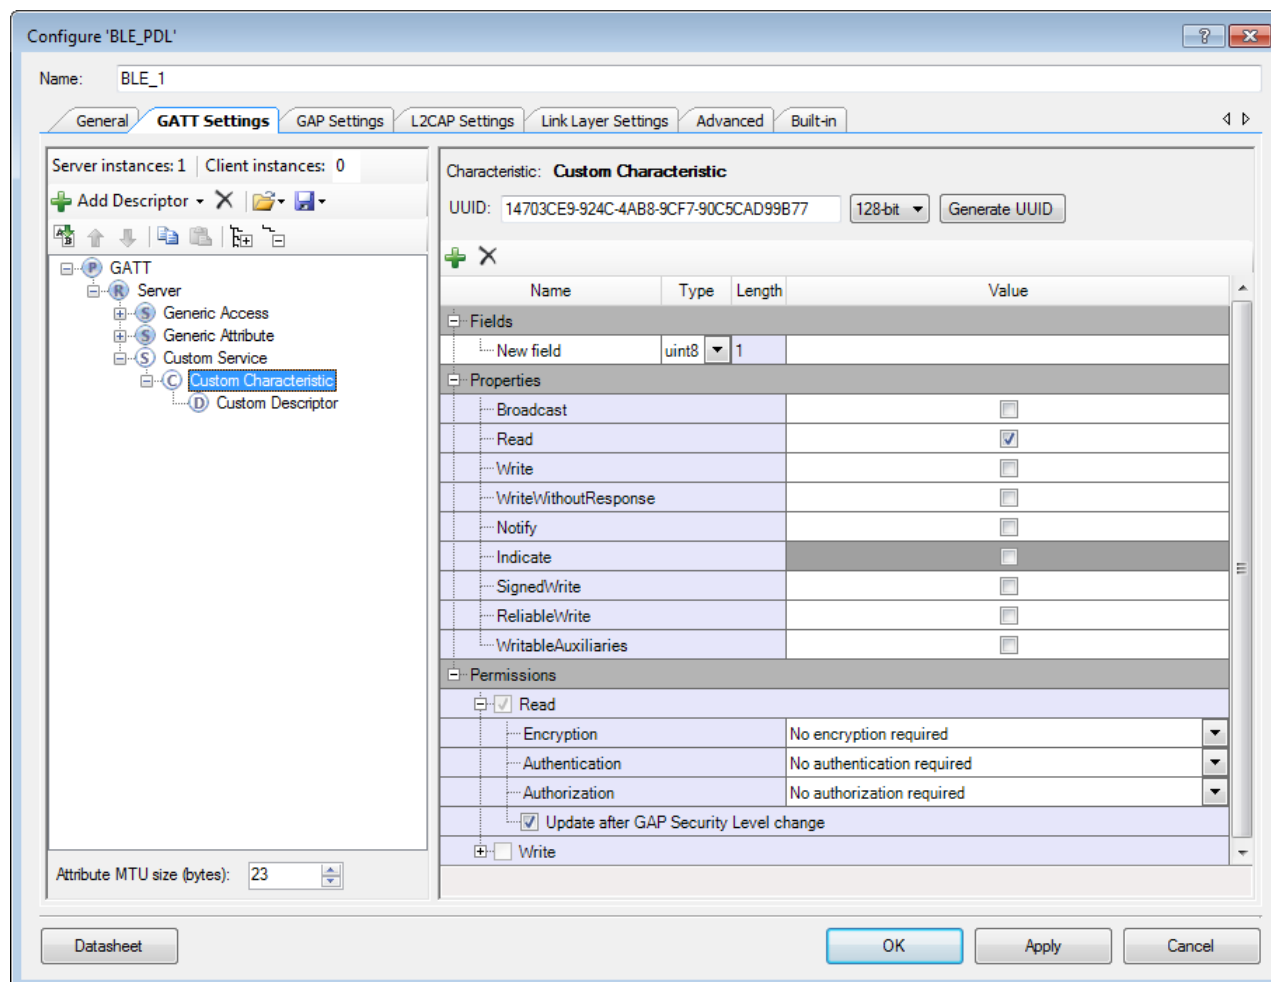 Configure 'BLE_PDL'
Name: BLE_1
General GATT Settings GAP Settings L2CAP Settings Link Layer Settings Advanced Built-in
Server instances: 1 Client instances: 0
Add Descriptor
GATT
Server
Generic Access
Generic Attribute
Custom Service
Custom Characteristic
Custom Descriptor
Attribute MTU size (bytes): 23
Characteristic: Custom Characteristic
UUID: 14703CE9-924C-4AB8-9CF7-90C5CAD99B77 128-bit Generate UUID
Name Type Length Value
Fields
New field uint8 1
Properties
Broadcast
Read
Write
WriteWithoutResponse
Notify
Indicate
SignedWrite
ReliableWrite
WritableAuxiliaries
Permissions
Read
Encryption No encryption required
Authentication No authentication required
Authorization No authorization required
Update after GAP Security Level change
Write
Datasheet OK Apply Cancel